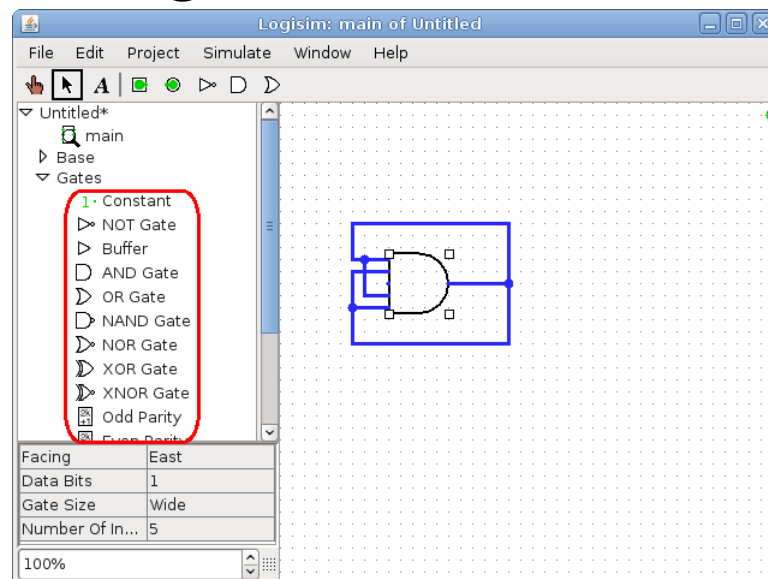 Logisim: main of Untitled
File Edit Project Simulate Window Help
A
Untitled*
main
Base
Gates
1 Constant
NOT Gate
Buffer
AND Gate
OR Gate
NAND Gate
NOR Gate
XOR Gate
XNOR Gate
Odd Parity
Even Parity
Facing East
Data Bits 1
Gate Size Wide
Number Of In... 5
100%